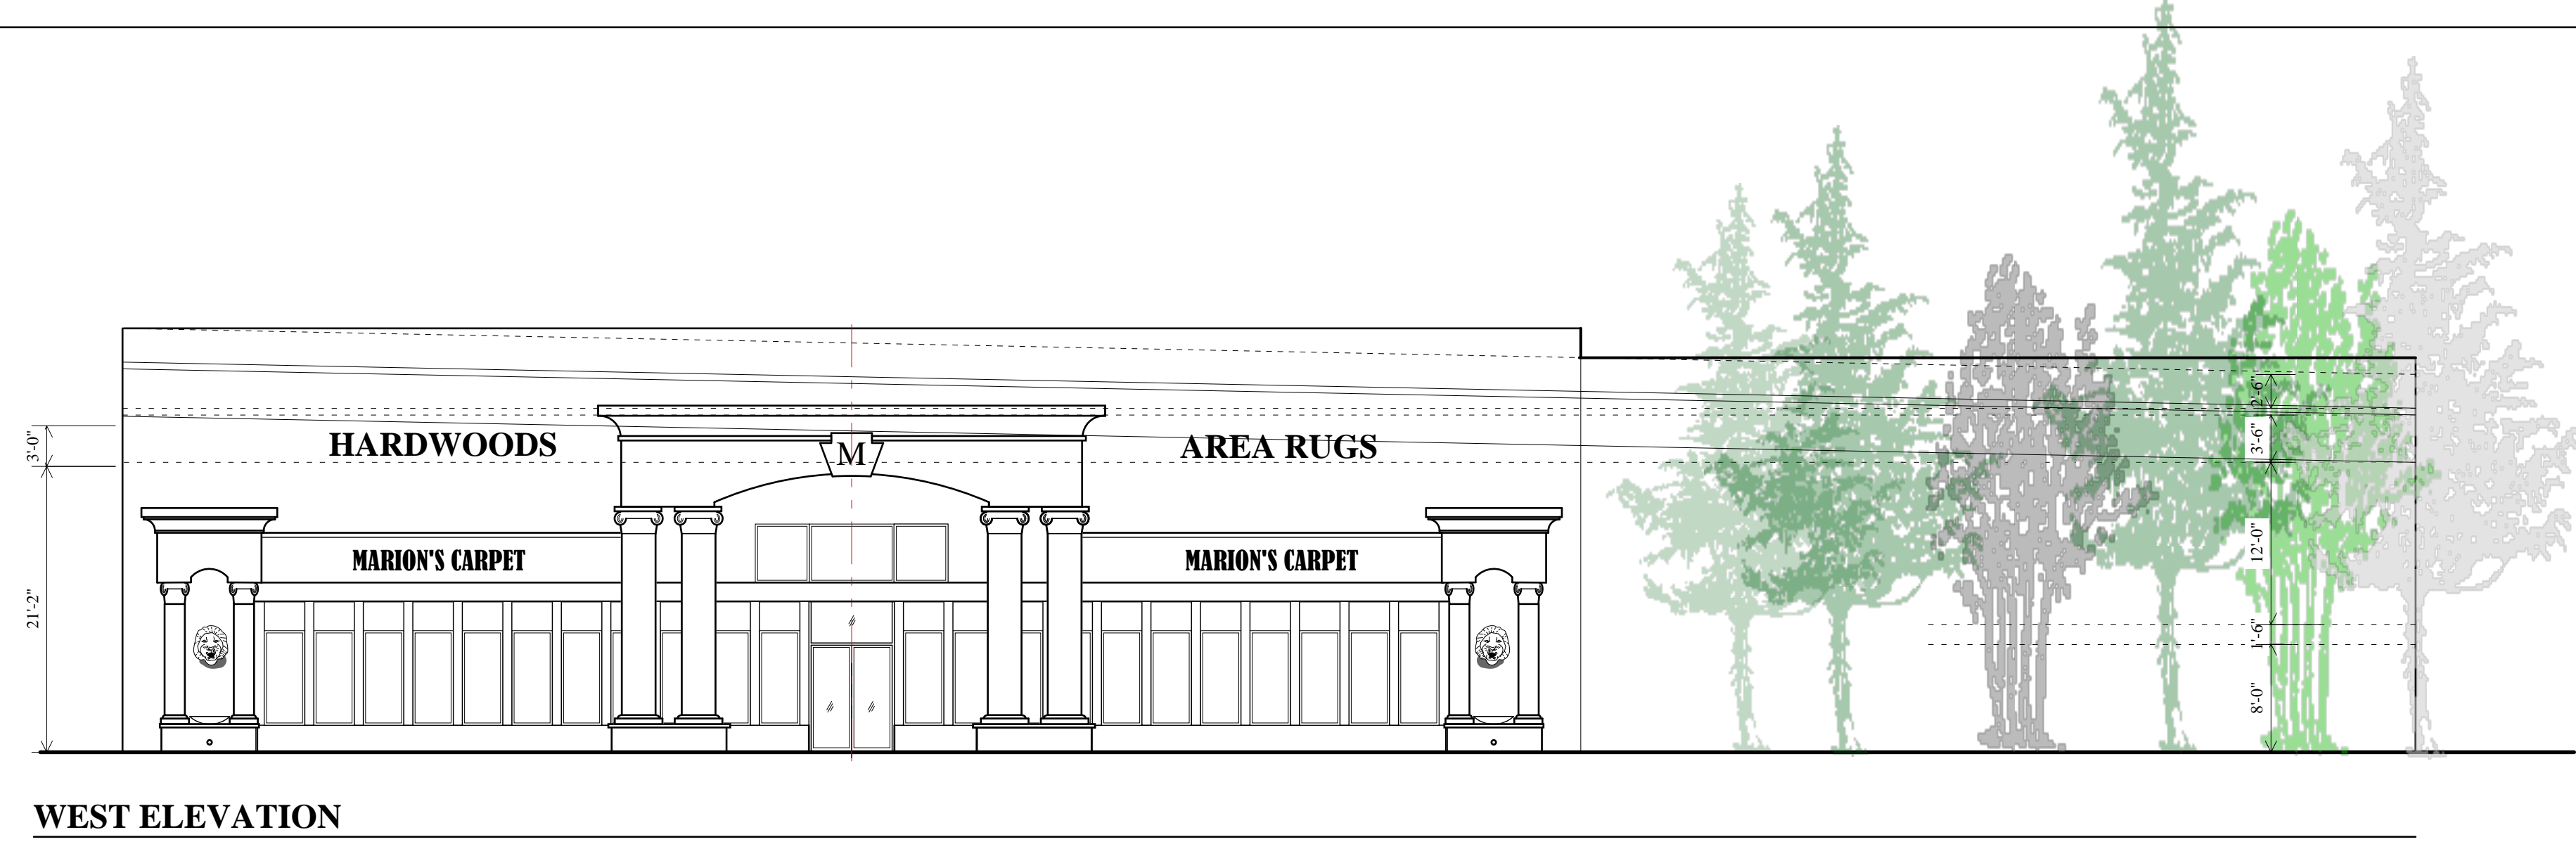 2'-6"
3'-0"
HARDWOODS
M
AREA RUGS
3'-6"
MARION'S CARPET
MARION'S CARPET
12'-0"
21'-2"
1'-6"
8'-0"
WEST ELEVATION